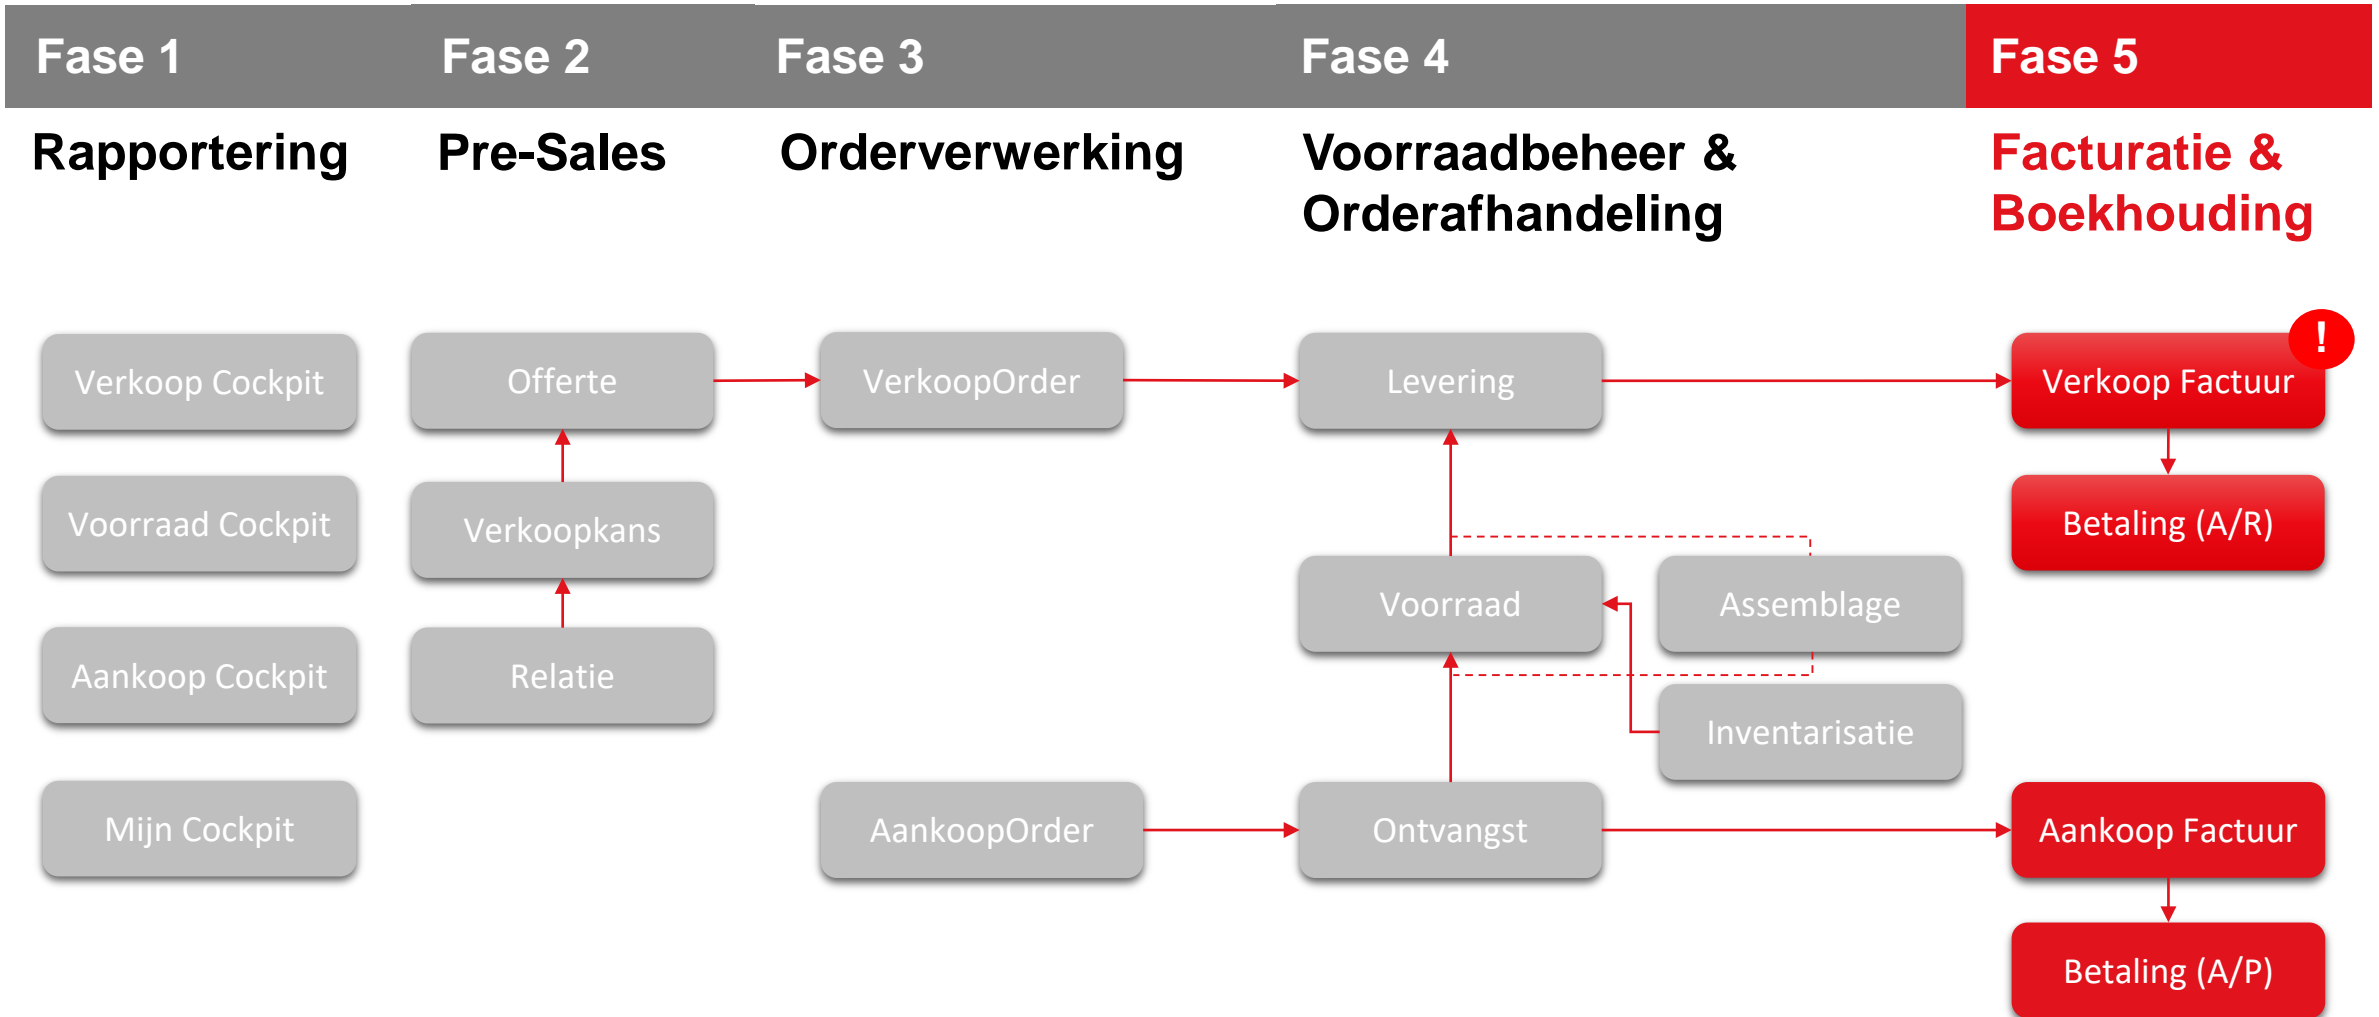 Fase 1
Fase 2
Fase 3
Fase 4
Fase 5
Rapportering
Pre-Sales
Orderverwerking
Voorraadbeheer &
Orderafhandeling
Facturatie &
Boekhouding
Verkoop Cockpit
Offerte
VerkoopOrder
Levering
Verkoop Factuur
!
Voorraad Cockpit
Verkoopkans
Betaling (A/R)
Voorraad
Assemblage
Aankoop Cockpit
Relatie
Inventarisatie
Mijn Cockpit
AankoopOrder
Ontvangst
Aankoop Factuur
Betaling (A/P)